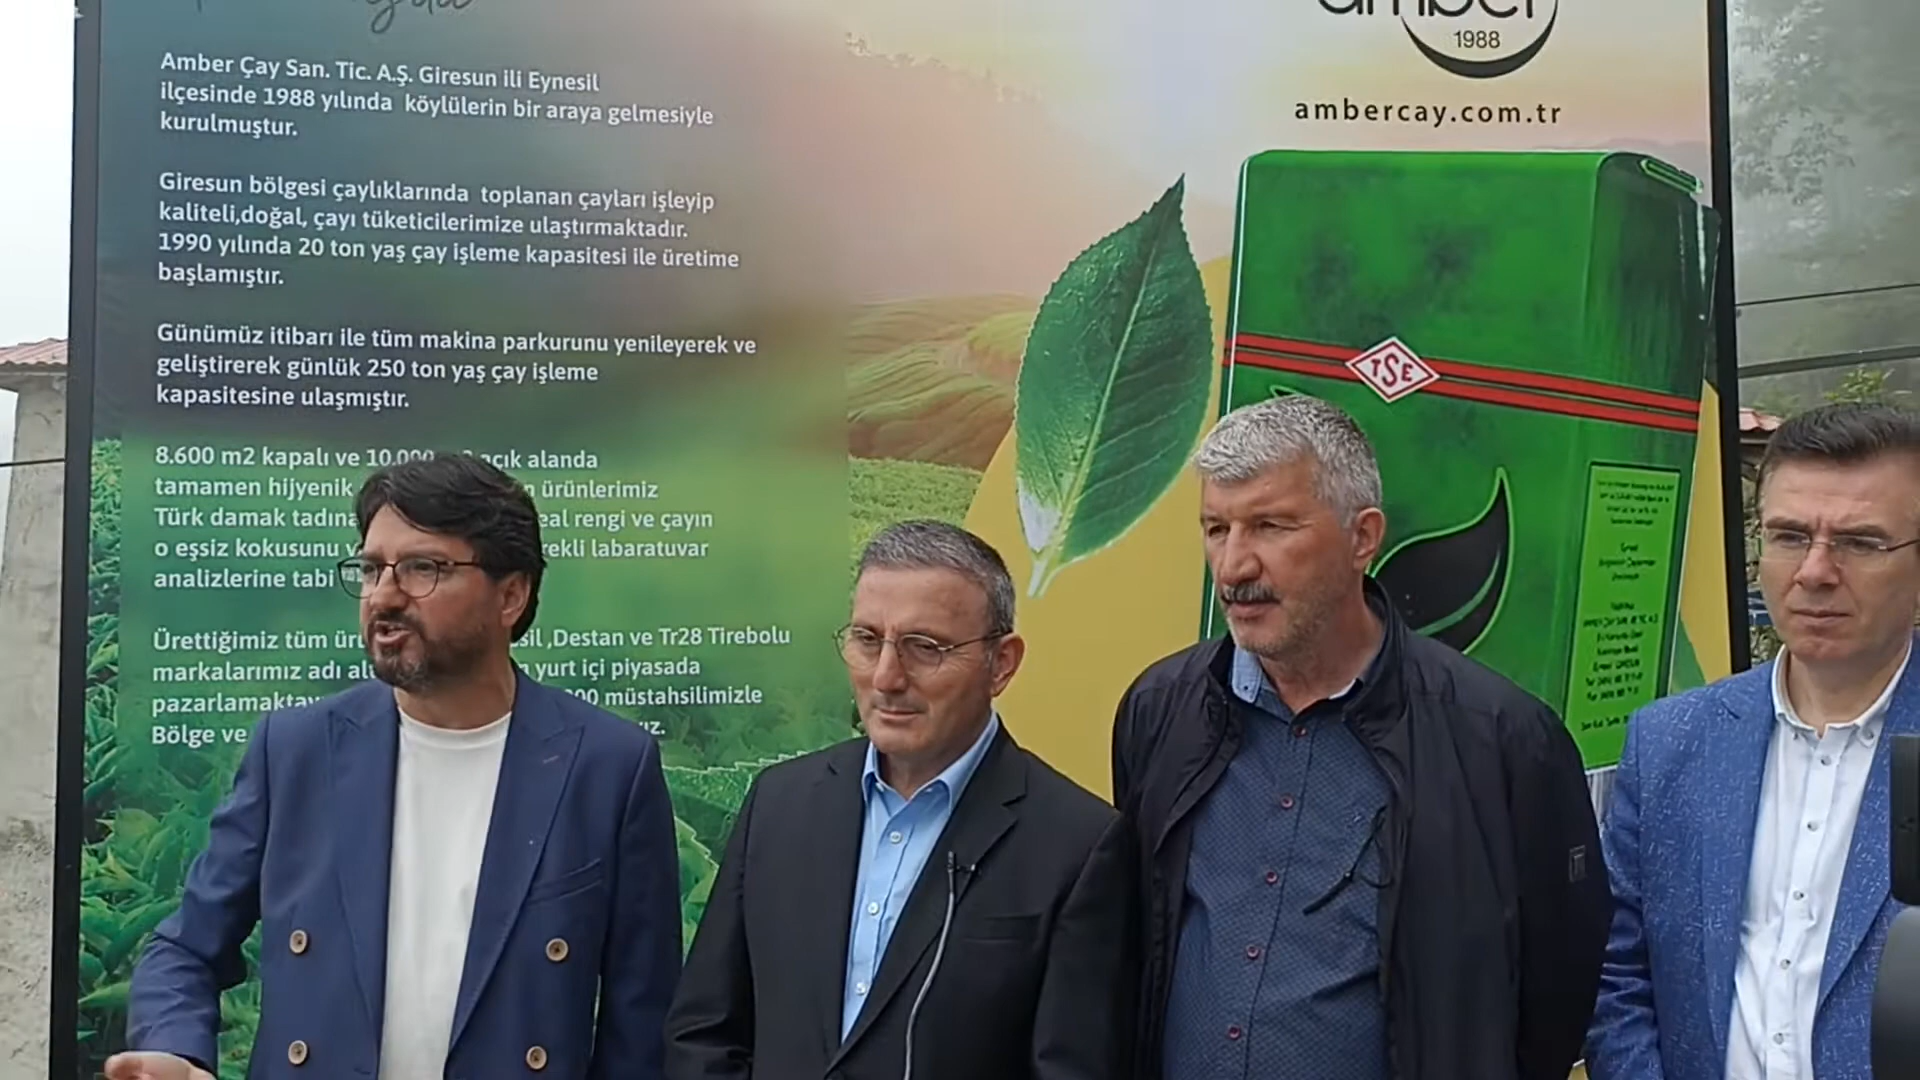 amber
1988
ambercay.com.tr
Amber Çay San. Tic. A.Ş. Giresun ili Eynesil
ilçesinde 1988 yılında köylülerin bir araya gelmesiyle
kurulmuştur.
Giresun bölgesi çaylıklarında toplanan çayları işleyip
kaliteli,doğal, çayı tüketicilerimize ulaştırmaktadır.
1990 yılında 20 ton yaş çay işleme kapasitesi ile üretime
başlamıştır.
Günümüz itibarı ile tüm makina parkurunu yenileyerek ve
geliştirerek günlük 250 ton yaş çay işleme
kapasitesine ulaşmıştır.
8.600 m2 kapalı ve 10.000 açık alanda
tamamen hijyenik ürünlerimiz
Türk damak tadına rengi ve çayın
o eşsiz kokusunu labaratuvar
analizlerine tabi
Ürettiğimiz tüm ,Destan ve Tr28 Tirebolu
markalarımız adı yurt içi piyasada
müstahsilimizle
Bölge ve
TSE